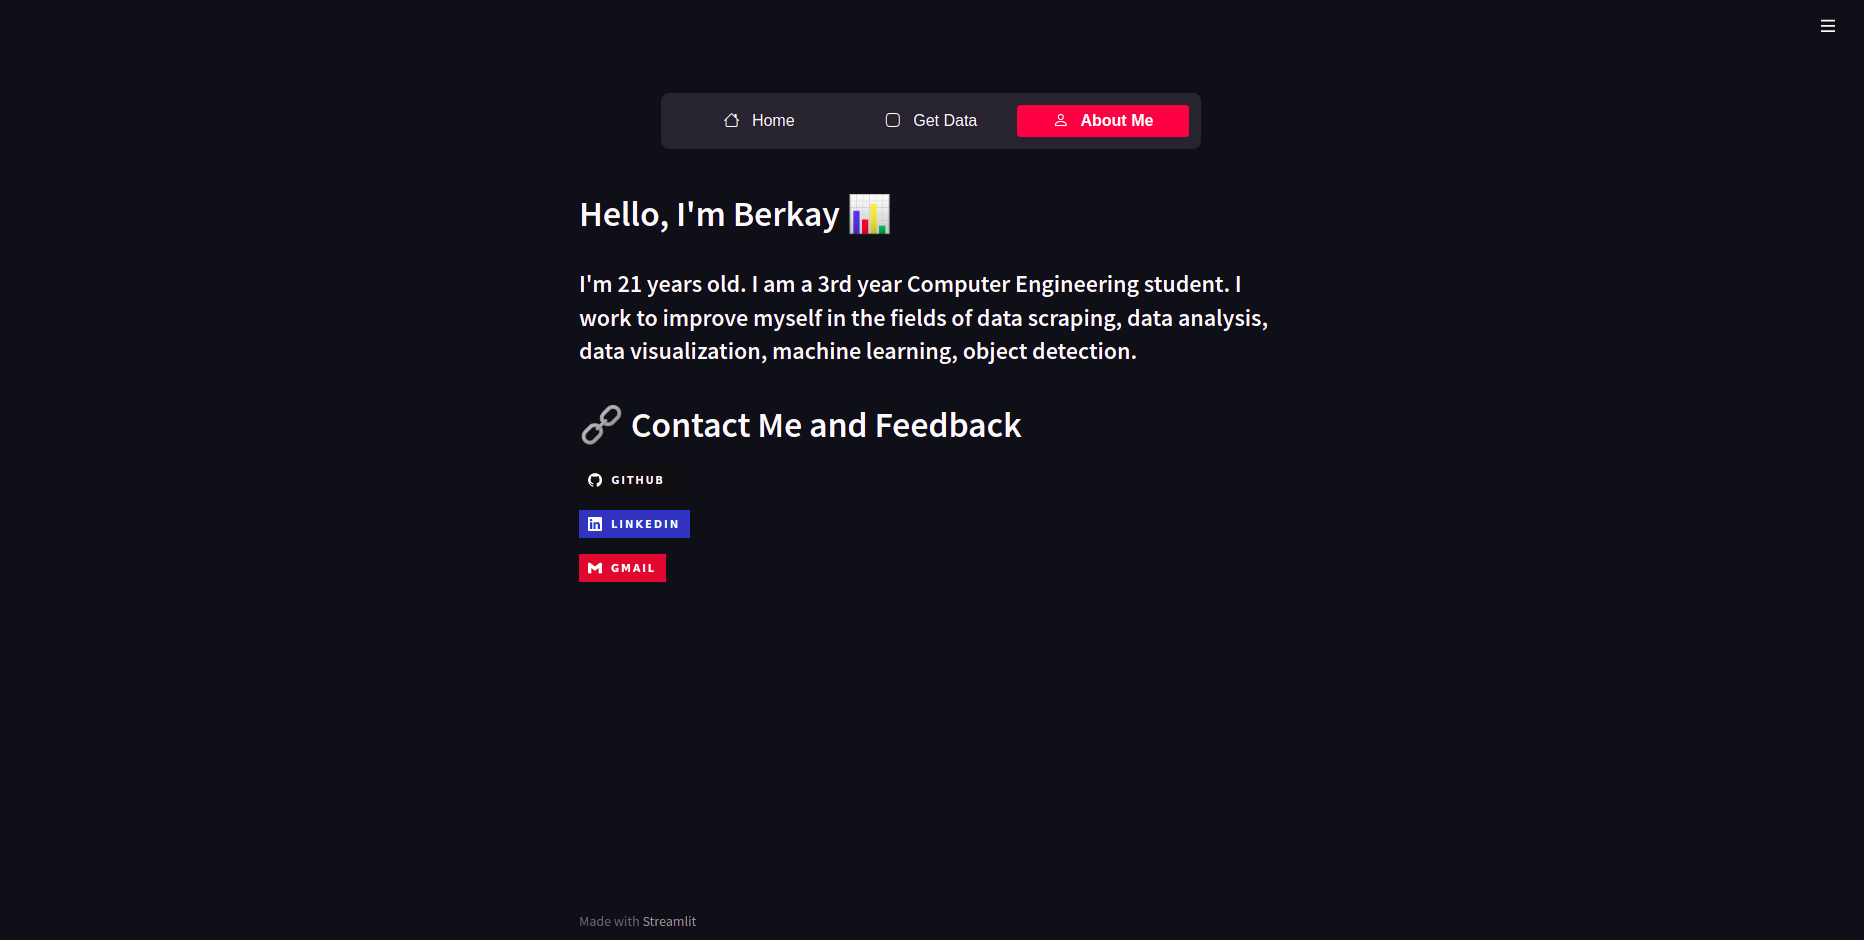 Home
Get Data
About Me
Hello, I'm Berkay
I'm 21 years old. I am a 3rd year Computer Engineering student. I
work to improve myself in the fields of data scraping, data analysis,
data visualization, machine learning, object detection.
Contact Me and Feedback
GITHUB
LINKEDIN
GMAIL
Made with Streamlit